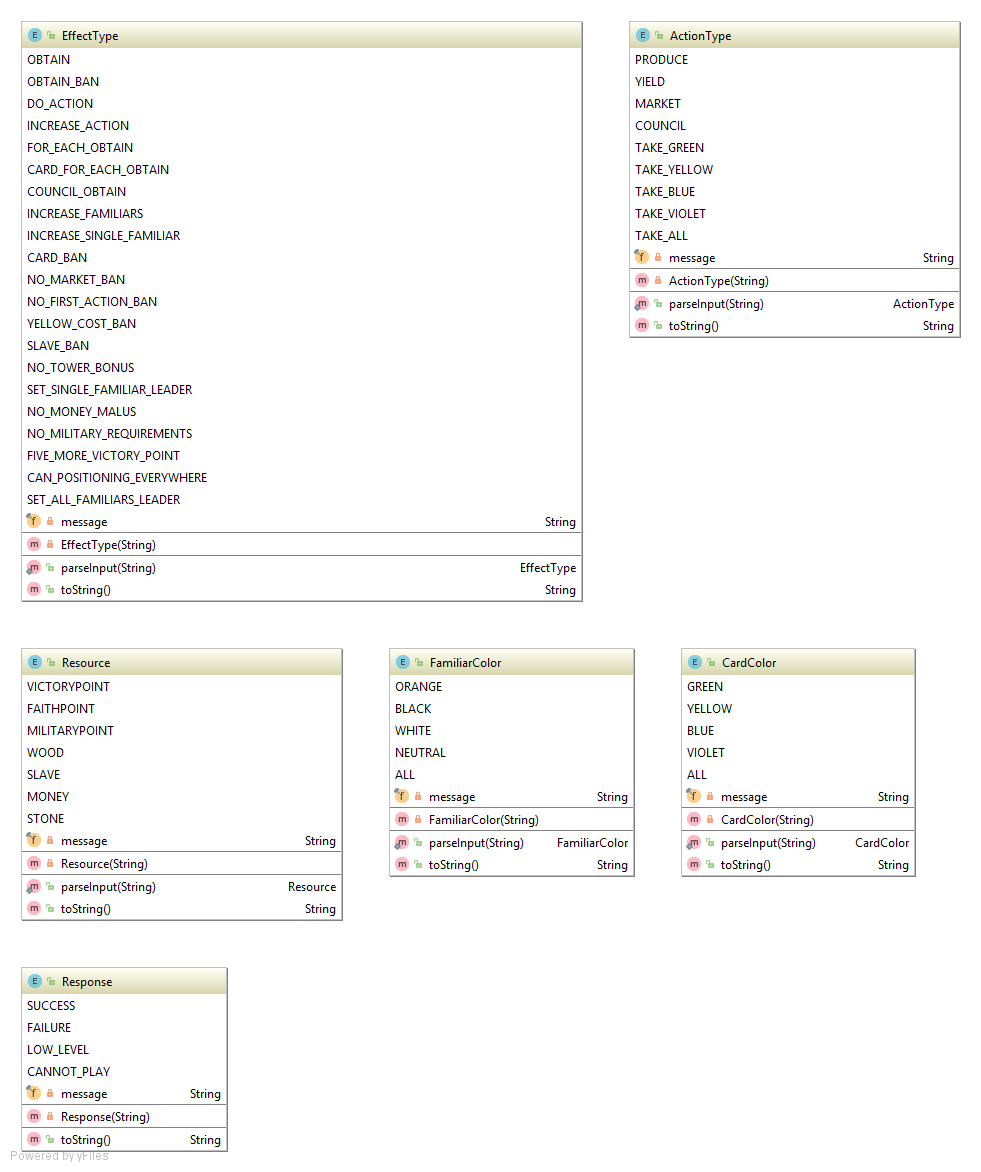 E EffectType
OBTAIN
OBTAIN_BAN
DO_ACTION
INCREASE_ACTION
FOR_EACH_OBTAIN
CARD_FOR_EACH_OBTAIN
COUNCIL_OBTAIN
INCREASE_FAMILIARS
INCREASE_SINGLE_FAMILIAR
CARD_BAN
NO_MARKET_BAN
NO_FIRST_ACTION_BAN
YELLOW_COST_BAN
SLAVE_BAN
NO_TOWER_BONUS
SET_SINGLE_FAMILIAR_LEADER
NO_MONEY_MALUS
NO_MILITARY_REQUIREMENTS
FIVE_MORE_VICTORY_POINT
CAN_POSITIONING_EVERYWHERE
SET_ALL_FAMILIARS_LEADER
f message String
m EffectType(String)
m parseInput(String) EffectType
m toString() String
E ActionType
PRODUCE
YIELD
MARKET
COUNCIL
TAKE_GREEN
TAKE_YELLOW
TAKE_BLUE
TAKE_VIOLET
TAKE_ALL
f message String
m ActionType(String)
m parseInput(String) ActionType
m toString() String
E Resource
VICTORYPOINT
FAITHPOINT
MILITARYPOINT
WOOD
SLAVE
MONEY
STONE
f message String
m Resource(String)
m parseInput(String) Resource
m toString() String
E FamiliarColor
ORANGE
BLACK
WHITE
NEUTRAL
ALL
f message String
m FamiliarColor(String)
m parseInput(String) FamiliarColor
m toString() String
E CardColor
GREEN
YELLOW
BLUE
VIOLET
ALL
f message String
m CardColor(String)
m parseInput(String) CardColor
m toString() String
E Response
SUCCESS
FAILURE
LOW_LEVEL
CANNOT_PLAY
f message String
m Response(String)
m toString() String
Powered by yFiles